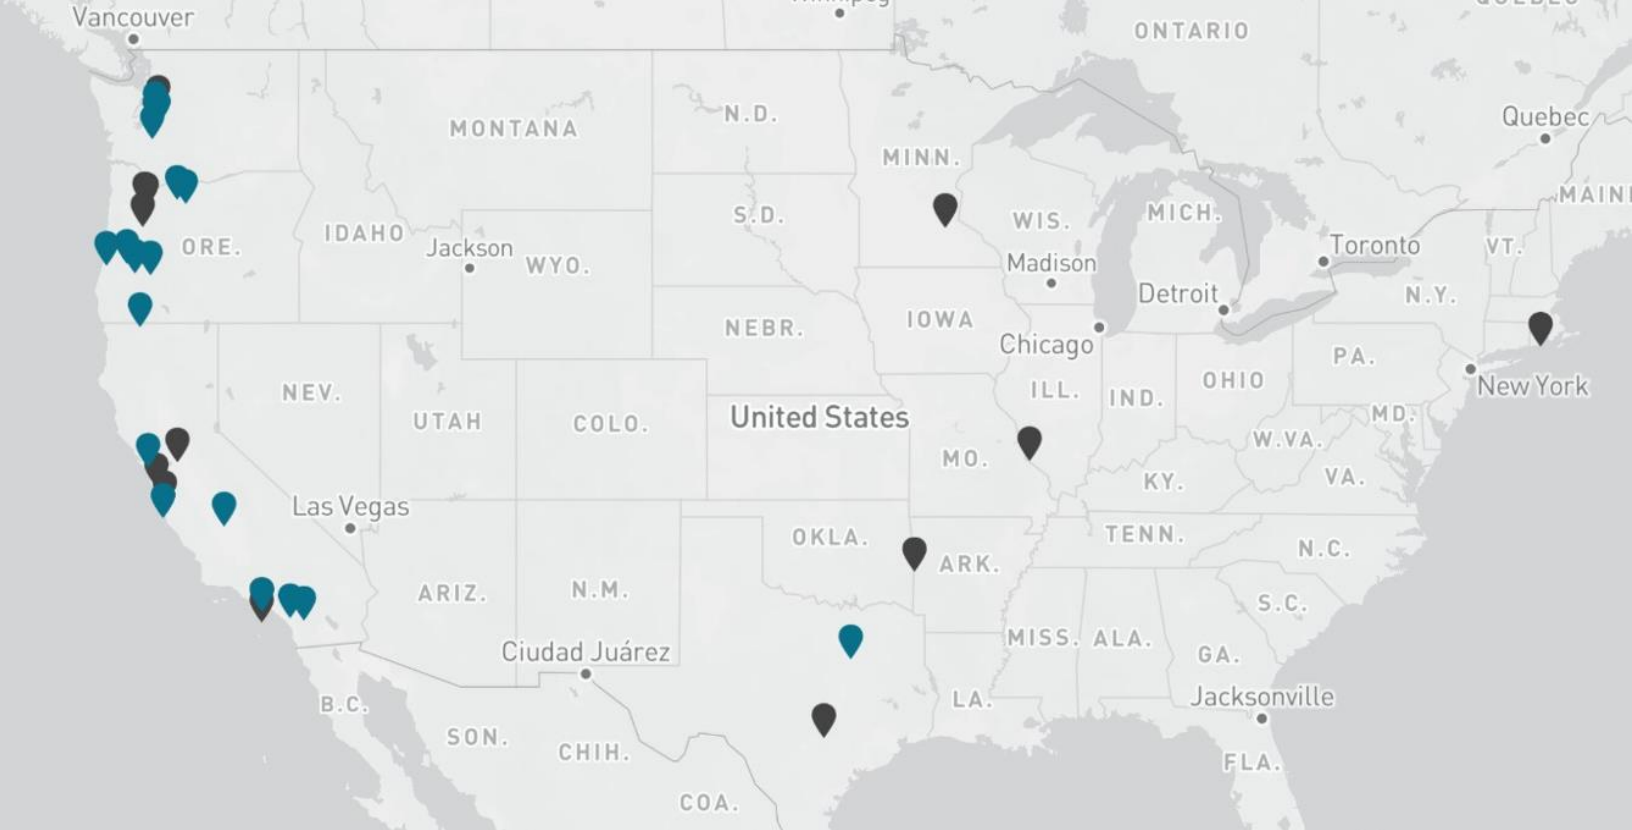 Vancouver
ONTARIO
Quebec
N.D.
MONTANA
MINN.
MAIN
S.D.
MICH.
WIS.
IDAHO
ORE.
Jackson
Toronto
VT.
WYO.
Madison
Detroit
N.Y.
IOWA
NEBR.
Chicago
PA.
OHIO
New York
NEV.
ILL.
IND.
MD.
United States
UTAH
COLO.
W.VA.
MO.
VA.
KY.
Las Vegas
TENN.
OKLA.
N.C.
ARK.
ARIZ.
N.M.
S.C.
MISS.
ALA.
Ciudad Juárez
GA.
LA.
Jacksonville
B.C.
SON.
CHIH.
FLA.
COA.